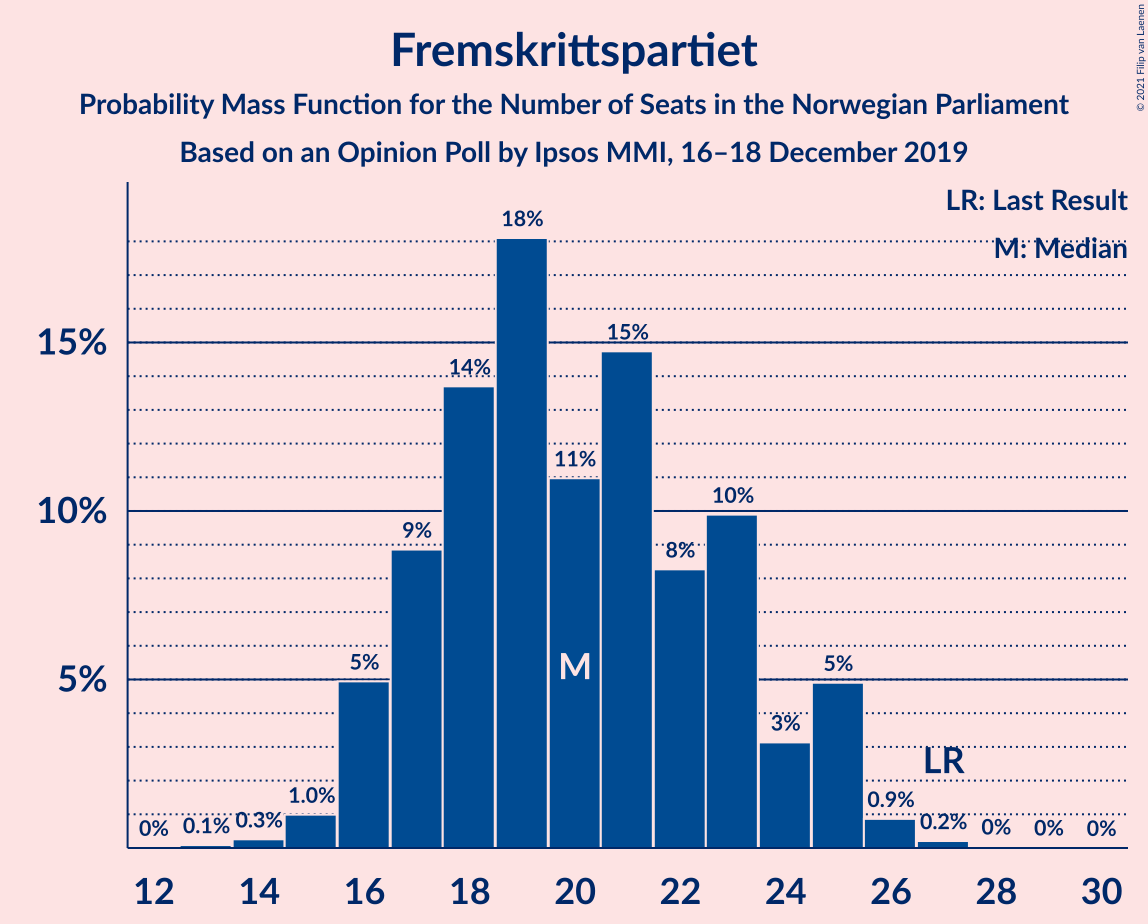 Fremskrittspartiet
Probability Mass Function for the Number of Seats in the Norwegian Parliament
Based on an Opinion Poll by Ipsos MMI, 16–18 December 2019
© 2021 Filip van Laenen
LR: Last Result
M: Median
15%
10%
5%
0%
0.1%
0.3%
1.0%
5%
9%
14%
18%
11%
15%
8%
10%
3%
5%
0.9%
0.2%
0%
0%
0%
M
LR
12 14 16 18 20 22 24 26 28 30